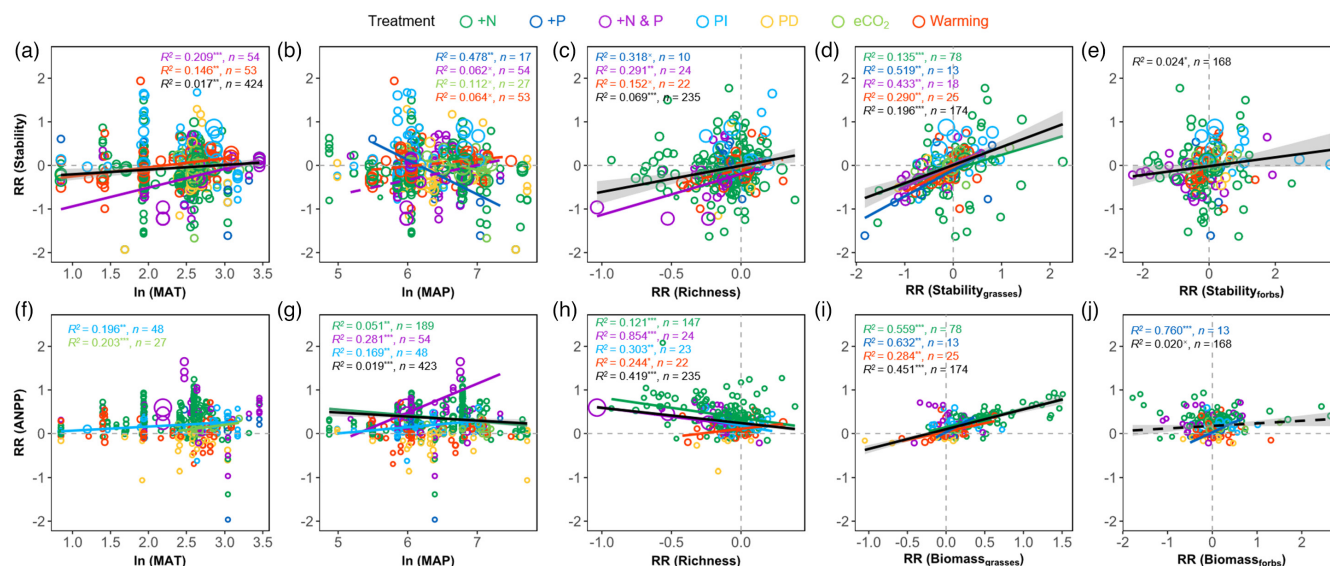 Treatment +N +P +N & P PI PD eCO₂ Warming
(a)
R² = 0.209***, n = 54
R² = 0.146**, n = 53
R² = 0.017**, n = 424
RR (Stability)
2
1
0
-1
-2
1.0 1.5 2.0 2.5 3.0 3.5
ln (MAT)
(b)
R² = 0.478**, n = 17
R² = 0.062×, n = 54
R² = 0.112×, n = 27
R² = 0.064×, n = 53
5 6 7
ln (MAP)
(c)
R² = 0.318×, n = 10
R² = 0.291**, n = 24
R² = 0.152×, n = 22
R² = 0.069***, n = 235
-1.0 -0.5 0.0
RR (Richness)
(d)
R² = 0.135***, n = 78
R² = 0.519**, n = 13
R² = 0.433**, n = 18
R² = 0.290**, n = 25
R² = 0.196***, n = 174
-2 -1 0 1 2
RR (Stability grasses)
(e)
R² = 0.024*, n = 168
-2 0 2
RR (Stability forbs)
(f)
R² = 0.196**, n = 48
R² = 0.203***, n = 27
RR (ANPP)
2
1
0
-1
-2
1.0 1.5 2.0 2.5 3.0 3.5
ln (MAT)
(g)
R² = 0.051**, n = 189
R² = 0.281***, n = 54
R² = 0.169**, n = 48
R² = 0.019***, n = 423
5 6 7
ln (MAP)
(h)
R² = 0.121***, n = 147
R² = 0.854***, n = 24
R² = 0.303**, n = 23
R² = 0.244*, n = 22
R² = 0.419***, n = 235
-1.0 -0.5 0.0
RR (Richness)
(i)
R² = 0.559***, n = 78
R² = 0.632**, n = 13
R² = 0.284**, n = 25
R² = 0.451***, n = 174
-1.0 -0.5 0.0 0.5 1.0 1.5
RR (Biomass grasses)
(j)
R² = 0.760***, n = 13
R² = 0.020×, n = 168
-2 -1 0 1 2
RR (Biomass forbs)